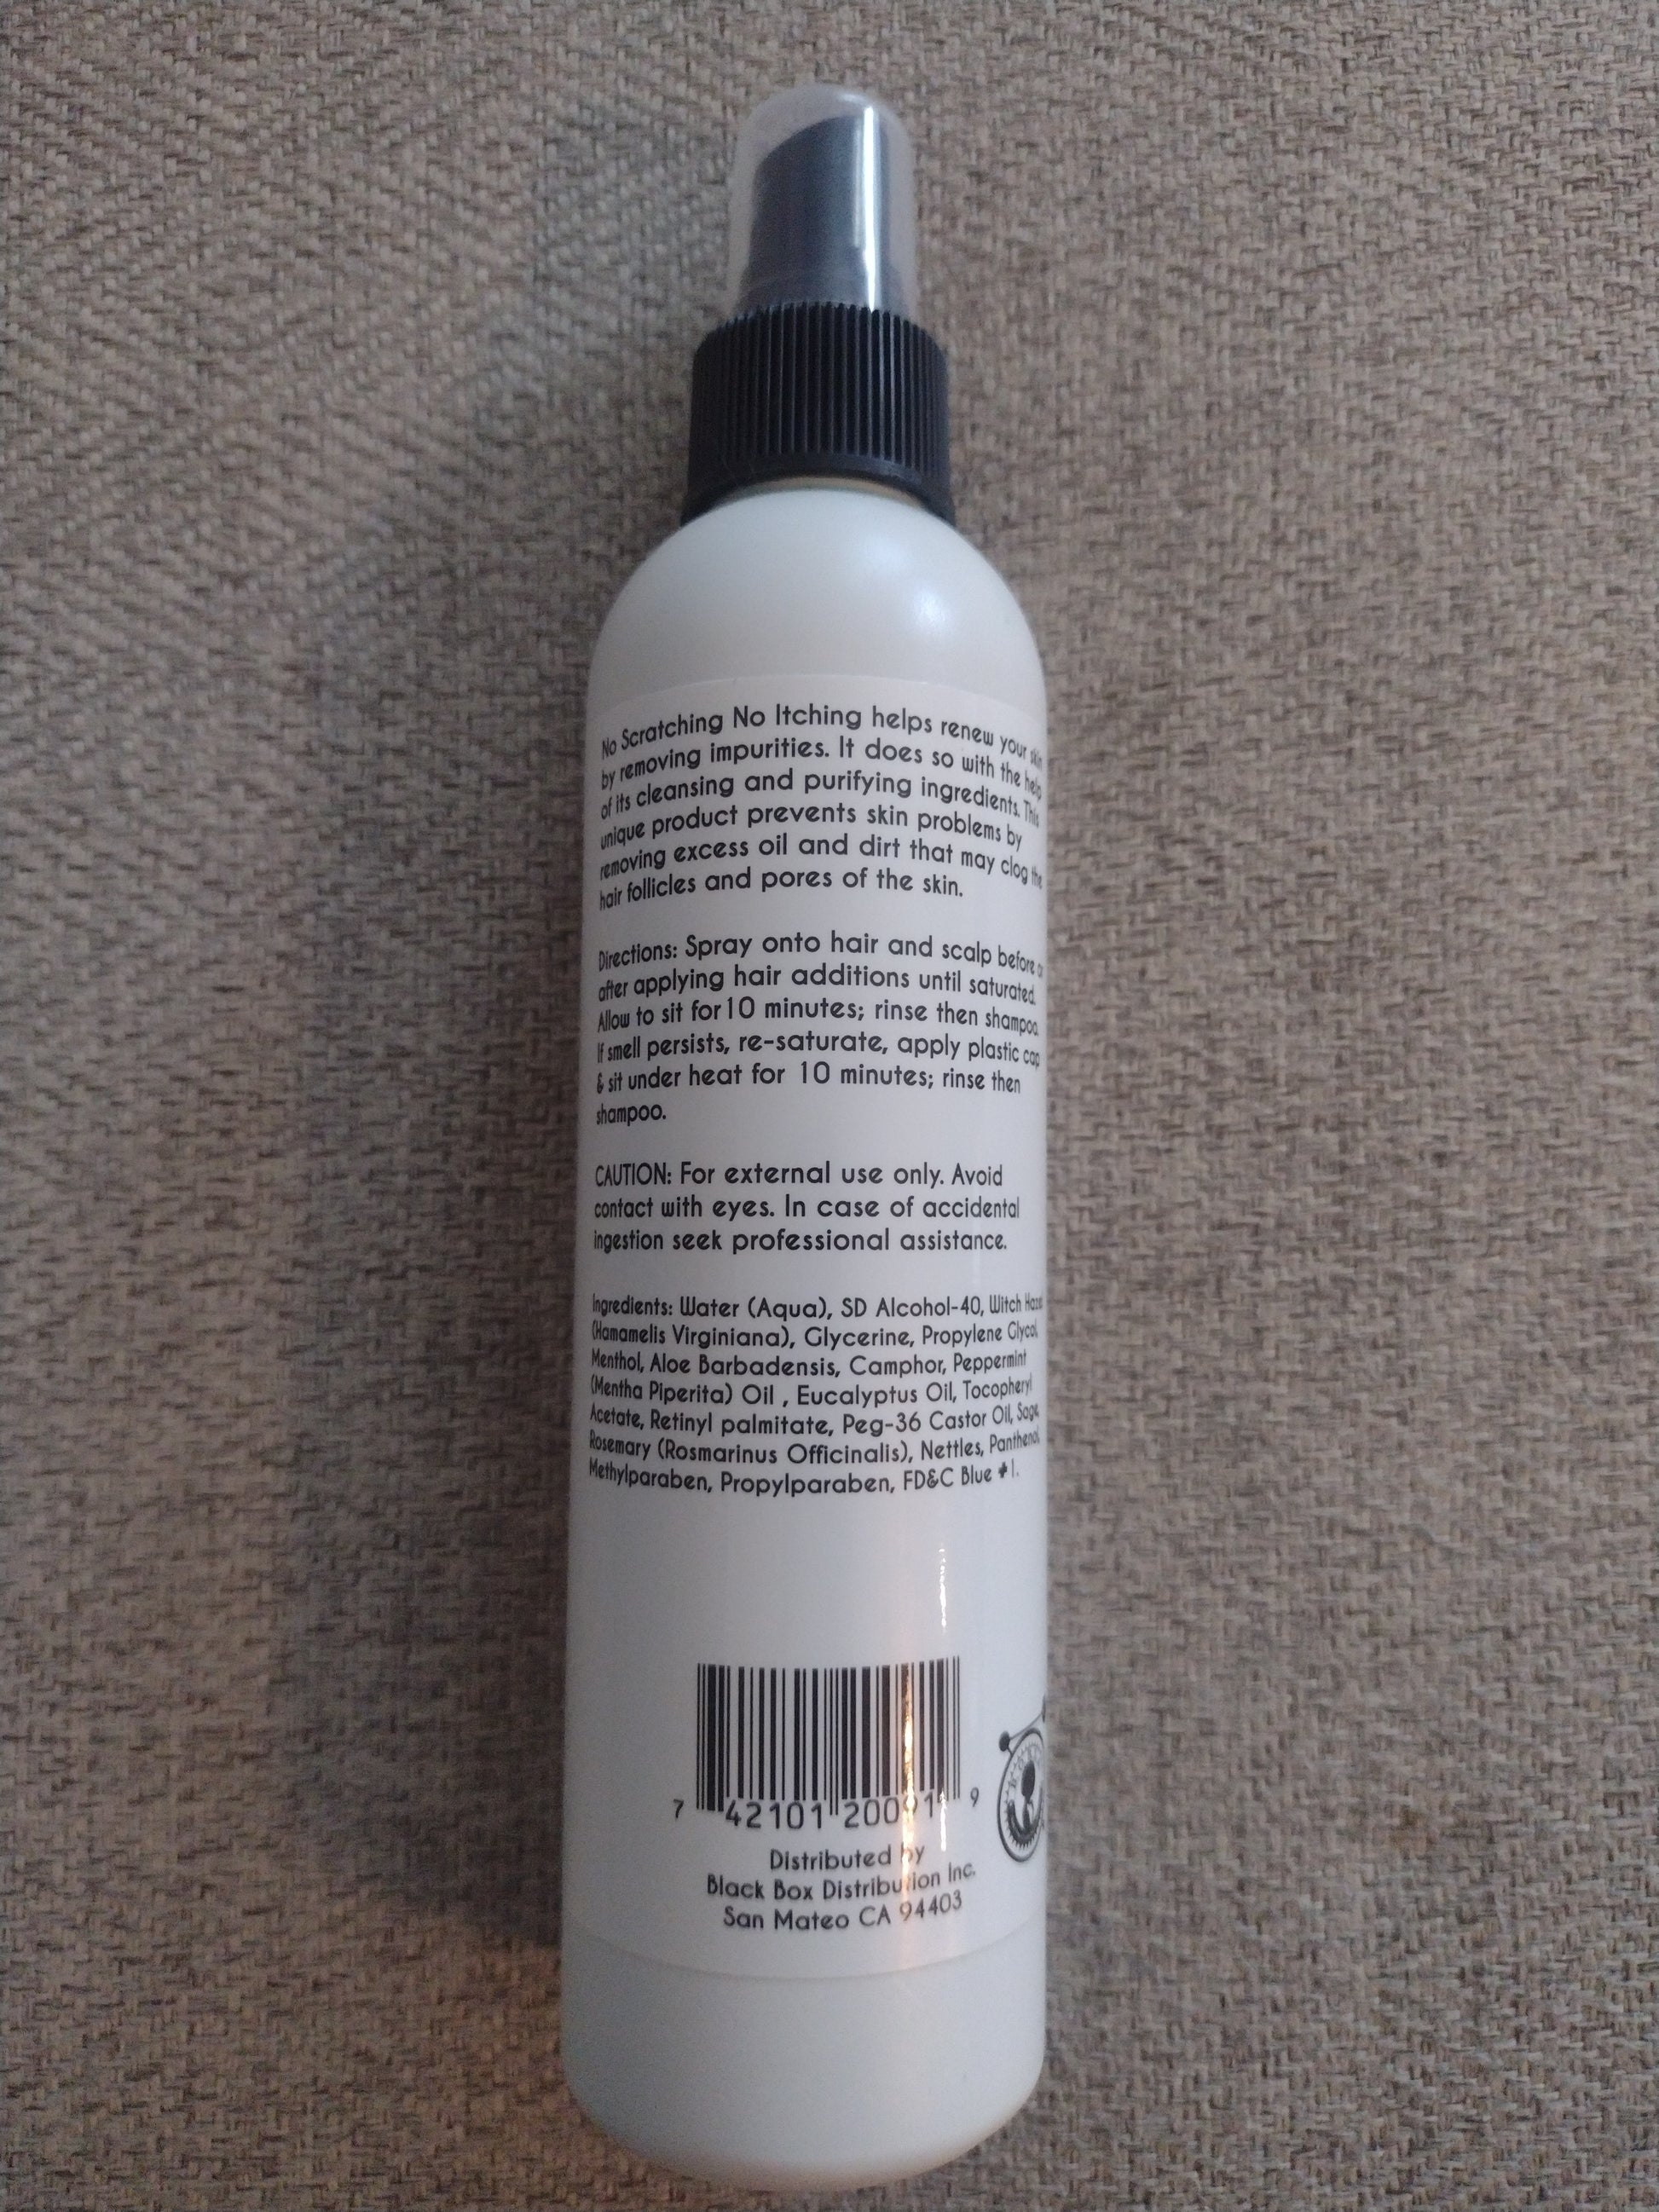 No Scratching No Itching helps renew your skin
by removing impurities. It does so with the help
of its cleansing and purifying ingredients. This
unique product prevents skin problems by
removing excess oil and dirt that may clog the
hair follicles and pores of the skin.
Directions: Spray onto hair and scalp before or
after applying hair additions until saturated.
Allow to sit for 10 minutes; rinse then shampoo.
If smell persists, re-saturate, apply plastic cap
& sit under heat for 10 minutes; rinse then
shampoo.
CAUTION: For external use only. Avoid
contact with eyes. In case of accidental
ingestion seek professional assistance.
Ingredients: Water (Aqua), SD Alcohol-40, Witch Hazel
(Hamamelis Virginiana), Glycerine, Propylene Glycol,
Menthol, Aloe Barbadensis, Camphor, Peppermint
(Mentha Piperita) Oil , Eucalyptus Oil, Tocopheryl
Acetate, Retinyl palmitate, Peg-36 Castor Oil, Sage,
Rosemary (Rosmarinus Officinalis), Nettles, Panthenol,
Methylparaben, Propylparaben, FD&C Blue #1.
7 42101 20091 9
Distributed by
Black Box Distribution Inc.
San Mateo CA 94403